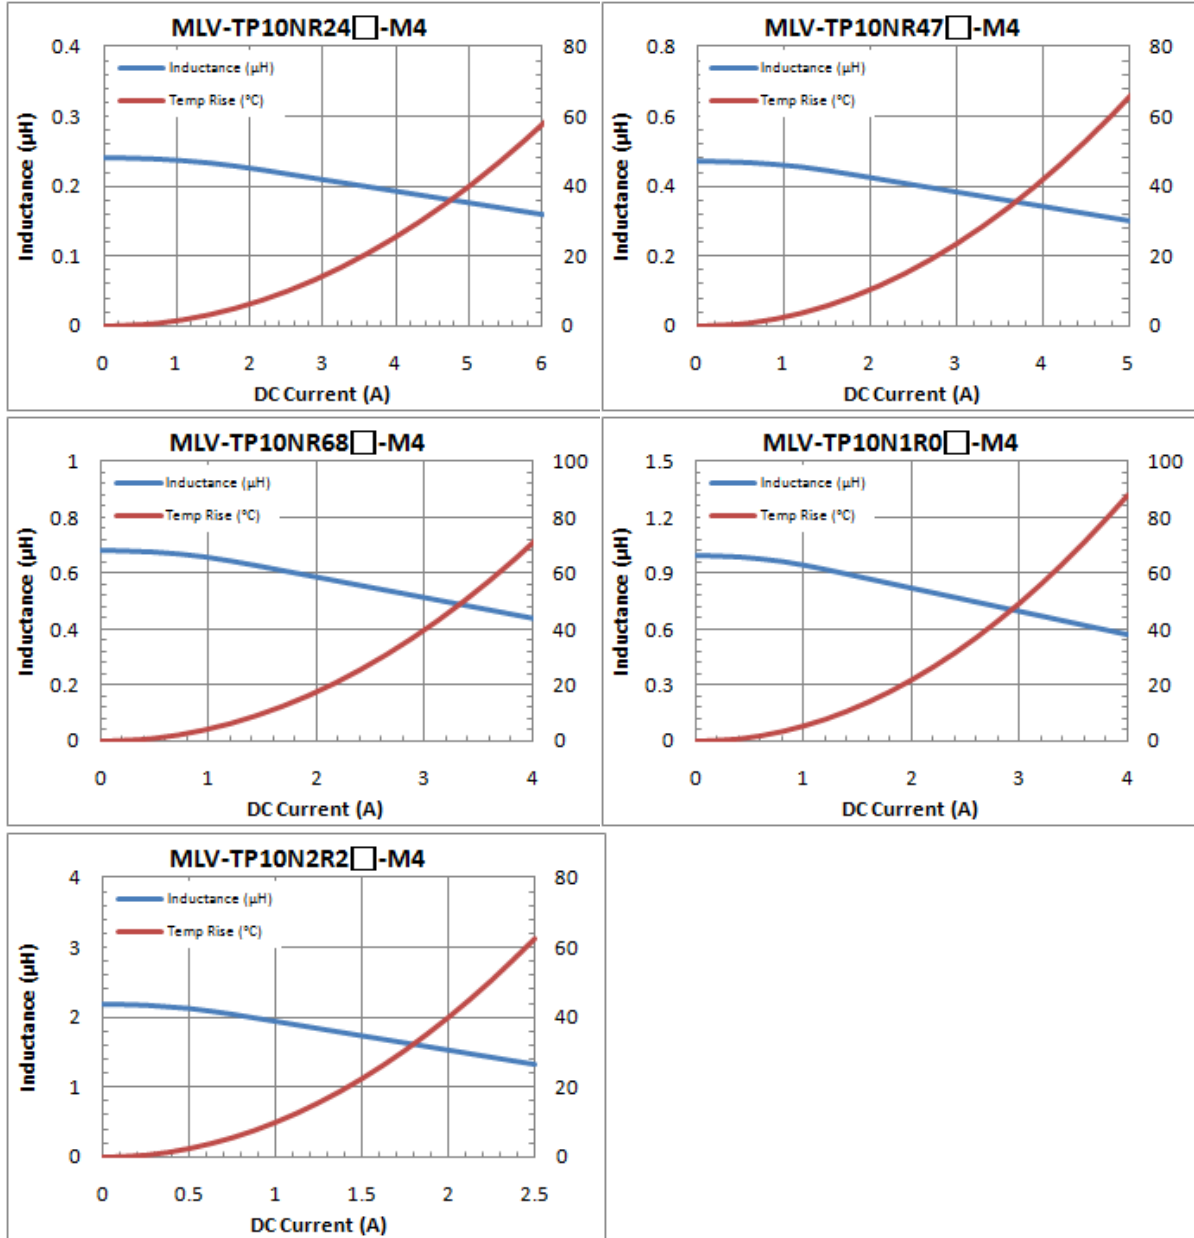 MLV-TP10NR24□-M4
0.4
0.3
0.2
0.1
0
80
60
40
20
0
Inductance (µH)
Temp Rise (°C)
Inductance (µH)
0 1 2 3 4 5 6
DC Current (A)
MLV-TP10NR47□-M4
0.8
0.6
0.4
0.2
0
80
60
40
20
0
Inductance (µH)
Temp Rise (°C)
Inductance (µH)
0 1 2 3 4 5
DC Current (A)
MLV-TP10NR68□-M4
1
0.8
0.6
0.4
0.2
0
100
80
60
40
20
0
Inductance (µH)
Temp Rise (°C)
Inductance (µH)
0 1 2 3 4
DC Current (A)
MLV-TP10N1R0□-M4
1.5
1.2
0.9
0.6
0.3
0
100
80
60
40
20
0
Inductance (µH)
Temp Rise (°C)
Inductance (µH)
0 1 2 3 4
DC Current (A)
MLV-TP10N2R2□-M4
4
3
2
1
0
80
60
40
20
0
Inductance (µH)
Temp Rise (°C)
Inductance (µH)
0 0.5 1 1.5 2 2.5
DC Current (A)